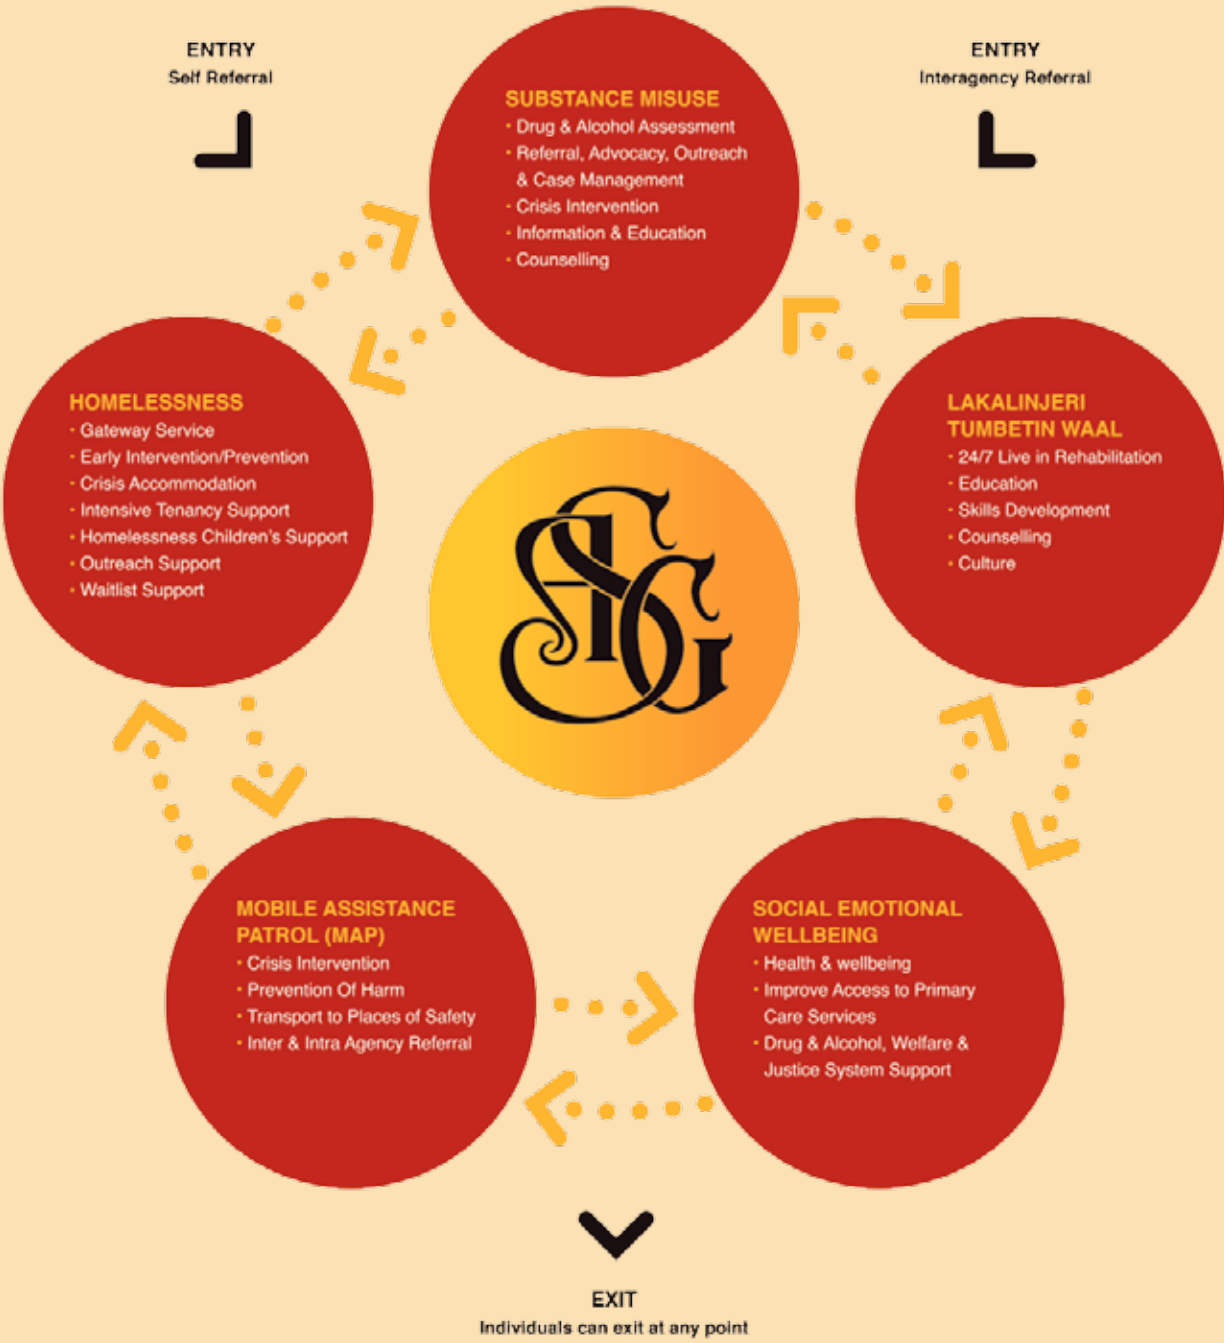 ENTRY
Self Referral
ENTRY
Interagency Referral
SUBSTANCE MISUSE
· Drug & Alcohol Assessment
· Referral, Advocacy, Outreach
& Case Management
· Crisis Intervention
· Information & Education
· Counselling
HOMELESSNESS
· Gateway Service
· Early Intervention/Prevention
· Crisis Accommodation
· Intensive Tenancy Support
· Homelessness Children's Support
· Outreach Support
· Waitlist Support
LAKALINJERI
TUMBETIN WAAL
· 24/7 Live in Rehabilitation
· Education
· Skills Development
· Counselling
· Culture
ASG
MOBILE ASSISTANCE
PATROL (MAP)
· Crisis Intervention
· Prevention Of Harm
· Transport to Places of Safety
· Inter & Intra Agency Referral
SOCIAL EMOTIONAL
WELLBEING
· Health & wellbeing
· Improve Access to Primary
Care Services
· Drug & Alcohol, Welfare &
Justice System Support
EXIT
Individuals can exit at any point